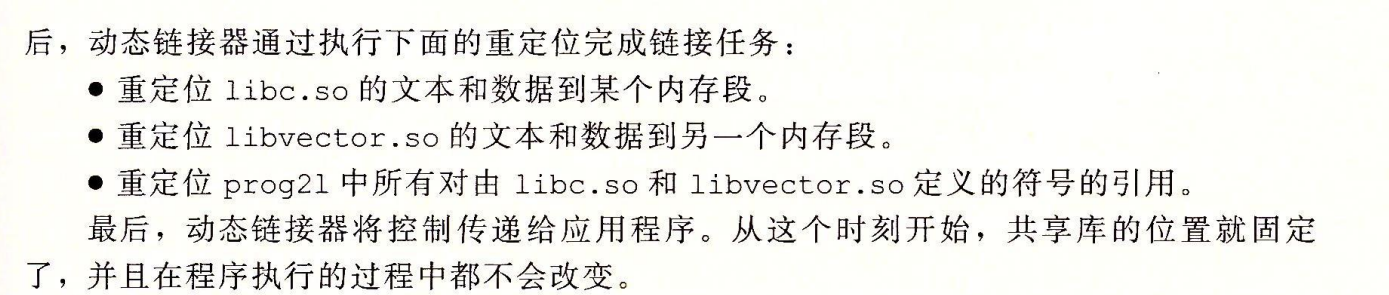 后，动态链接器通过执行下面的重定位完成链接任务：
● 重定位 libc.so 的文本和数据到某个内存段。
● 重定位 libvector.so 的文本和数据到另一个内存段。
● 重定位 prog2l 中所有对由 libc.so 和 libvector.so 定义的符号的引用。
最后，动态链接器将控制传递给应用程序。从这个时刻开始，共享库的位置就固定
了，并且在程序执行的过程中都不会改变。